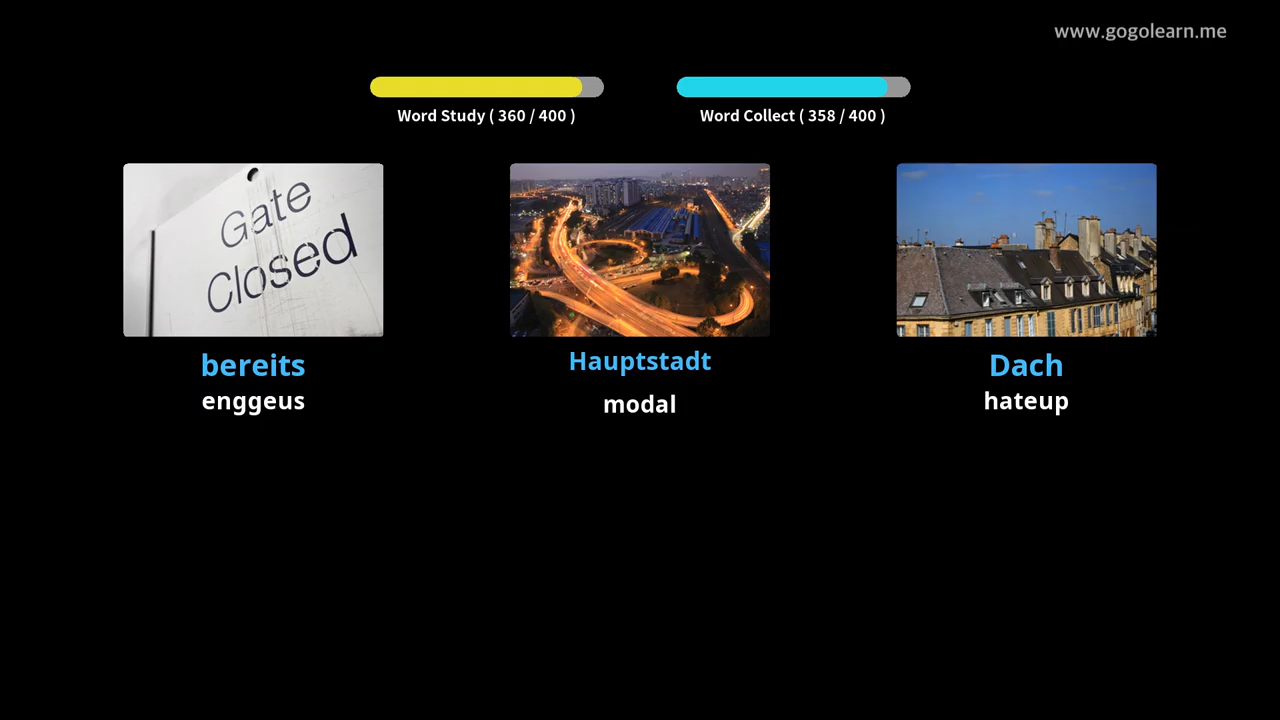 www.gogolearn.me
Word Study ( 360 / 400 )
Word Collect ( 358 / 400 )
Gate
Closed
bereits
enggeus
Hauptstadt
modal
Dach
hateup